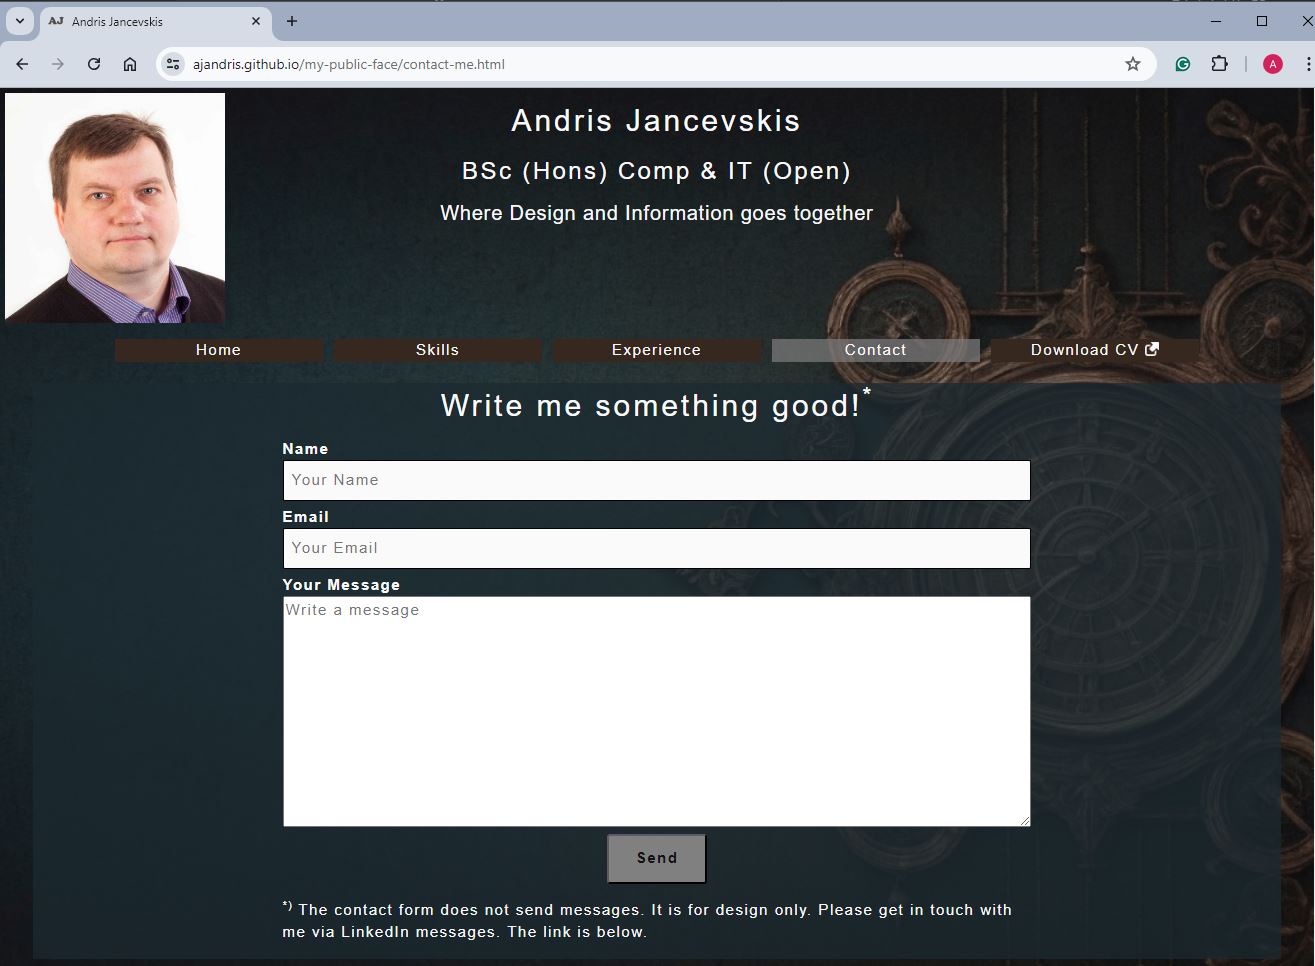 AJ Andris Jancevskis
ajandris.github.io/my-public-face/contact-me.html
A
Andris Jancevskis
BSc (Hons) Comp & IT (Open)
Where Design and Information goes together
Home Skills Experience Contact Download CV
Write me something good!*
Name
Your Name
Email
Your Email
Your Message
Write a message
Send
*) The contact form does not send messages. It is for design only. Please get in touch with
me via LinkedIn messages. The link is below.